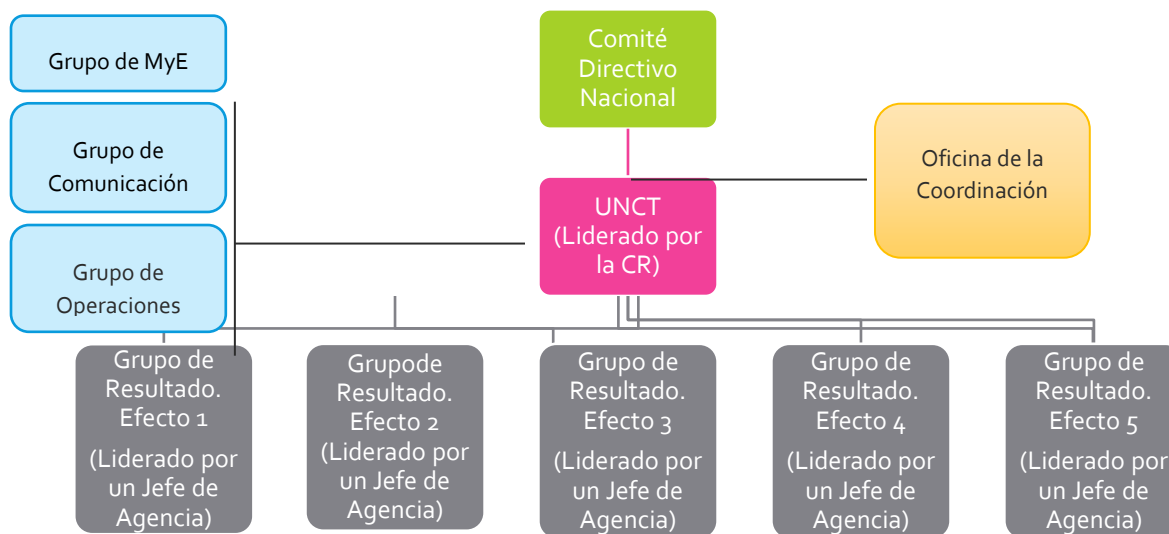 Grupo de MyE
Grupo de
Comunicación
Grupo de
Operaciones
Comité
Directivo
Nacional
UNCT
(Liderado por
la CR)
Oficina de la
Coordinación
Grupo de
Resultado.
Efecto 1
(Liderado por
un Jefe de
Agencia)
Grupode
Resultado.
Efecto 2
(Liderado por
un Jefe de
Agencia)
Grupo de
Resultado.
Efecto 3
(Liderado por
un Jefe de
Agencia)
Grupo de
Resultado.
Efecto 4
(Liderado por
un Jefe de
Agencia)
Grupo de
Resultado.
Efecto 5
(Liderado por
un Jefe de
Agencia)